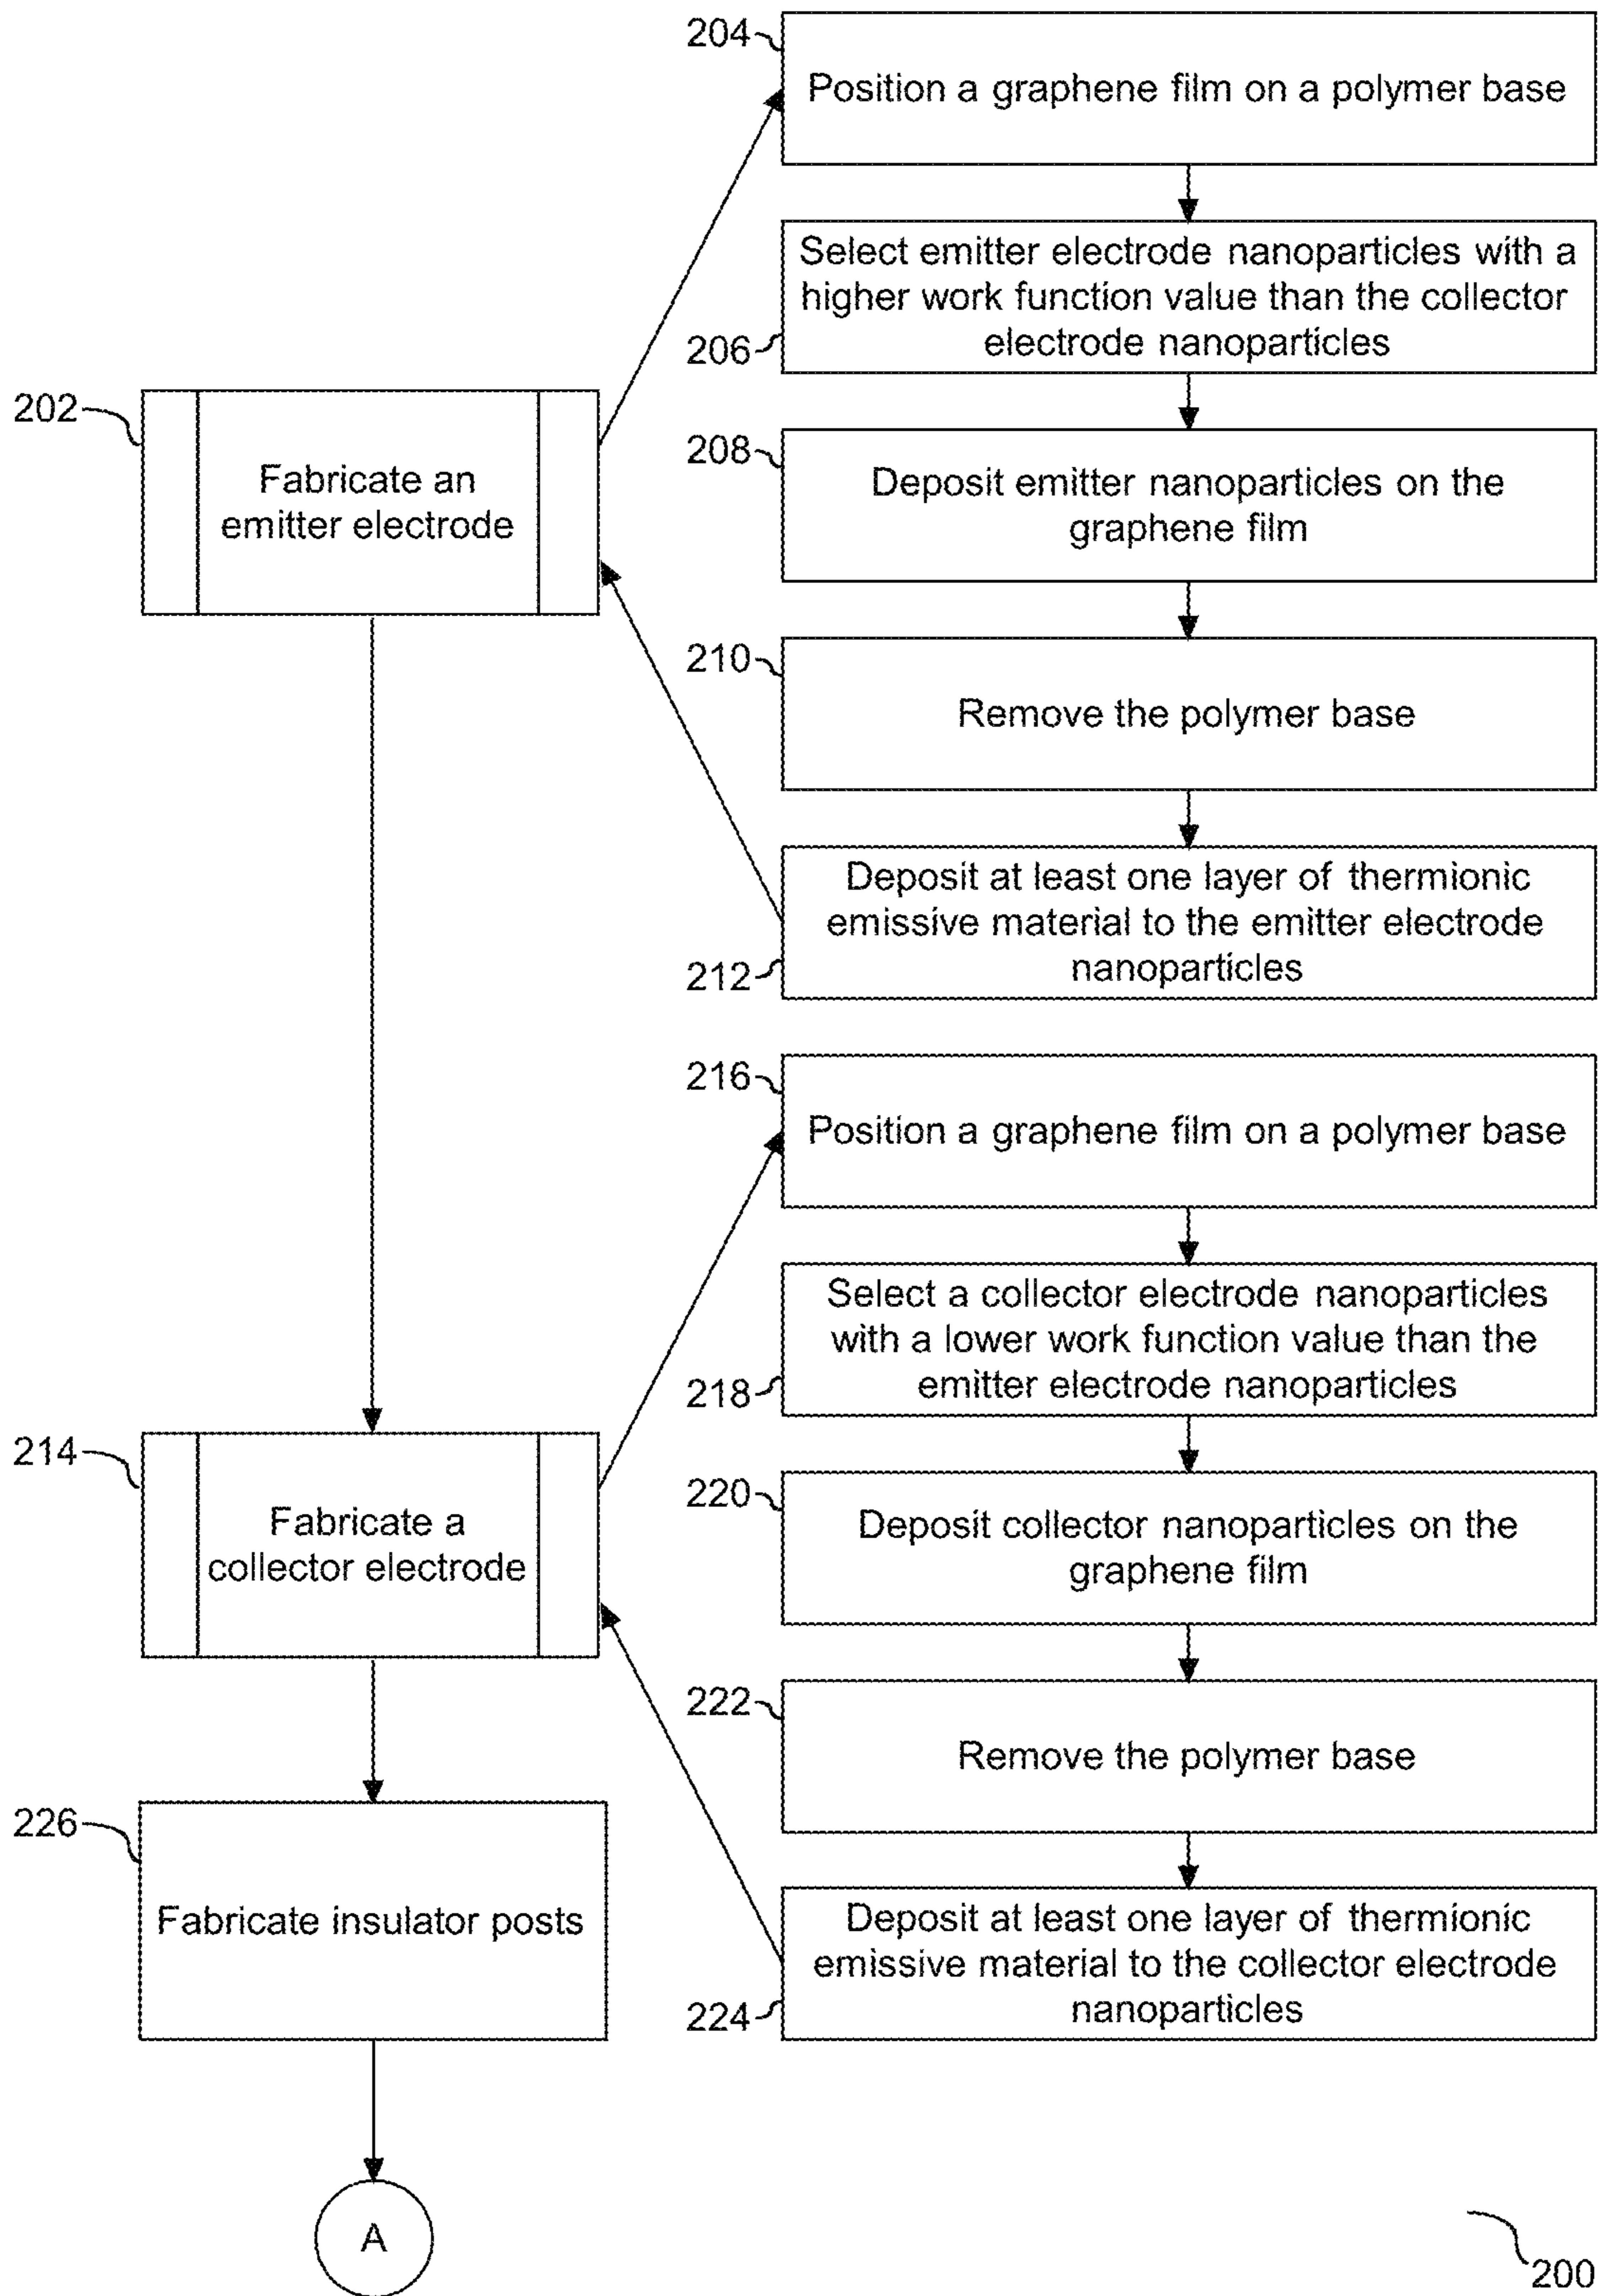 204
Position a graphene film on a polymer base
Select emitter electrode nanoparticles with a
higher work function value than the collector
electrode nanoparticles
206
202
Fabricate an
emitter electrode
208
Deposit emitter nanoparticles on the
graphene film
210
Remove the polymer base
Deposit at least one layer of thermionic
emissive material to the emitter electrode
nanoparticles
212
216
Position a graphene film on a polymer base
Select a collector electrode nanoparticles
with a lower work function value than the
emitter electrode nanoparticles
218
214
Fabricate a
collector electrode
220
Deposit collector nanoparticles on the
graphene film
222
Remove the polymer base
226
Fabricate insulator posts
Deposit at least one layer of thermionic
emissive material to the collector electrode
nanoparticles
224
A
200